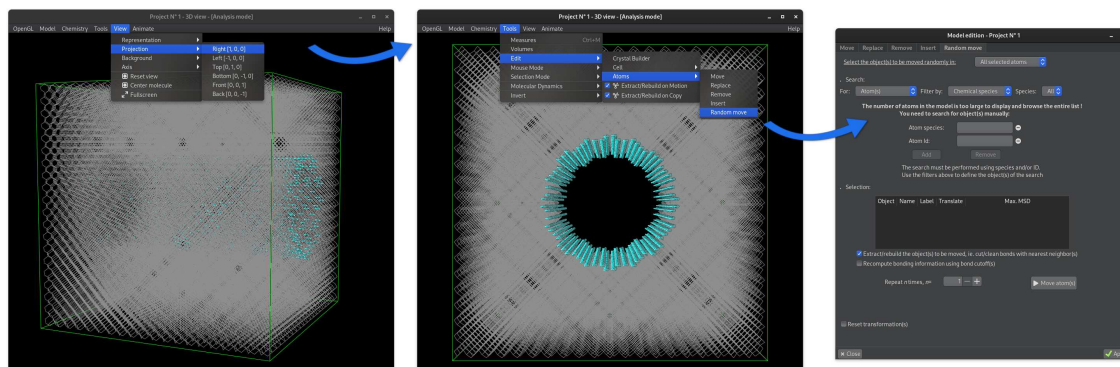 Project N°1 - 3D view - [Analysis mode]
OpenGL Model Chemistry Tools View Animate Help
Representation
Projection
Background
Axis
Reset view
Center molecule
Fullscreen
Right [1, 0, 0]
Left [-1, 0, 0]
Top [0, 1, 0]
Bottom [0, -1, 0]
Front [0, 0, 1]
Back [0, 0, -1]
Project N°1 - 3D view - [Analysis mode]
OpenGL Model Chemistry Tools View Animate Help
Measures Ctrl+M
Volumes
Edit
Mouse Mode
Selection Mode
Molecular Dynamics
Invert
Crystal Builder
Cell
Atoms
Extract/Rebuild on Motion
Extract/Rebuild on Copy
Move
Replace
Remove
Insert
Random move
Model edition - Project N°1
Move Replace Remove Insert Random move
Select the object(s) to be moved randomly in: All selected atoms
. Search:
For: Atom(s) Filter by: Chemical species Species: All
The number of atoms in the model is too large to display and browse the entire list !
You need to search for object(s) manually:
Atom species:
Atom Id:
Add Remove
The search must be performed using species and/or ID.
Use the filters above to define the object(s) of the search
. Selection:
Object Name Label Translate Max. MSD
Extract/rebuild the object(s) to be moved, ie. cut/clean bonds with nearest neighbor(s)
Recompute bonding information using bond cutoff(s)
Repeat n times, n= 1 - + Move atom(s)
Reset transformation(s)
Close Ap